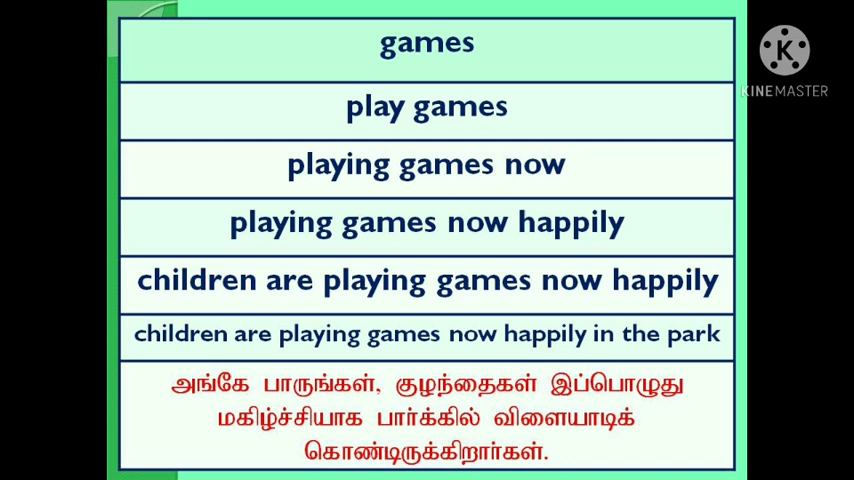 games
play games
playing games now
playing games now happily
children are playing games now happily
children are playing games now happily in the park
அங்கே பாருங்கள், குழந்தைகள் இப்பொழுது
மகிழ்ச்சியாக பார்க்கில் விளையாடிக்
கொண்டிருக்கிறார்கள்.
K
KINEMASTER